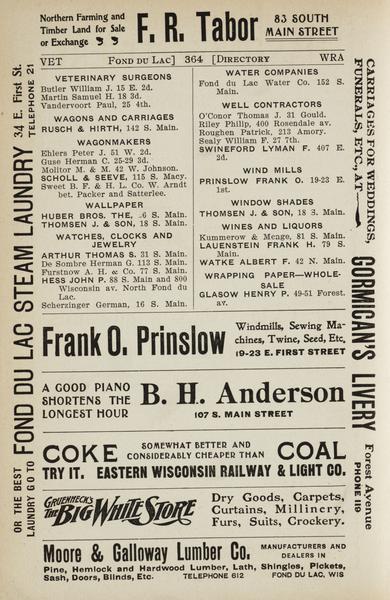 Northern Farming and
Timber Land for Sale
or Exchange
F. R. Tabor
83 SOUTH
MAIN STREET
VET FOND DU LAC] 364 [DIRECTORY WRA
VETERINARY SURGEONS
Butler William J. 15 E. 2d.
Martin Samuel H. 18 3d.
Vandervoort Paul, 25 4th.
WAGONS AND CARRIAGES
RUSCH & HIRTH, 142 S. Main.
WAGONMAKERS
Ehlers Peter J. 51 W. 2d.
Guse Herman C. 25-29 3d.
Molitor M. & M. 42 W. Johnson.
SCHOLL & SEEVE, 115 S. Macy.
Sweet B. F. & H. L. Co. W. Arndt
bet. Packer and Satterlee.
WALLPAPER
HUBER BROS. THE, 6 S. Main.
THOMSEN J. & SON, 18 S. Main.
WATCHES, CLOCKS AND
JEWELRY
ARTHUR THOMAS S. 31 S. Main.
De Sombre Herman G. 113 S. Main.
Furstnow A. H. & Co. 77 S. Main.
HESS JOHN P. 88 S. Main and 800
Wisconsin av. North Fond du
Lac.
Scherzinger German, 16 S. Main.
WATER COMPANIES
Fond du Lac Water Co. 152 S.
Main.
WELL CONTRACTORS
O'Conor Thomas J. 31 Gould.
Riley Philip, 400 Rosendale av.
Roughen Patrick, 213 Amory.
Sealy William F. 27 7th.
SWINEFORD LYMAN F. 407 E.
2d.
WIND MILLS
PRINSLOW FRANK O. 19-23 E.
1st.
WINDOW SHADES
THOMSEN J. & SON, 18 S. Main.
WINES AND LIQUORS
Kummerow & Menge, 81 S. Main.
LAUENSTEIN FRANK H. 79 S.
Main.
WATKE ALBERT F. 42 N. Main.
WRAPPING PAPER—WHOLE-
SALE
GLASOW HENRY P. 49-51 Forest.
av.
Frank O. Prinslow
Windmills, Sewing Ma-
chines, Twine, Seed, Etc.
19-23 E. FIRST STREET
A GOOD PIANO
SHORTENS THE
LONGEST HOUR
B. H. Anderson
107 S. MAIN STREET
COKE SOMEWHAT BETTER AND
CONSIDERABLY CHEAPER THAN COAL
TRY IT. EASTERN WISCONSIN RAILWAY & LIGHT CO.
GRUENHECK'S
THE BIG WHITE STORE
Dry Goods, Carpets,
Curtains, Millinery,
Furs, Suits, Crockery.
Moore & Galloway Lumber Co.
MANUFACTURERS AND
DEALERS IN
Pine, Hemlock and Hardwood Lumber, Lath, Shingles, Pickets,
Sash, Doors, Blinds, Etc. TELEPHONE 612 FOND DU LAC, WIS
OR THE BEST
LAUNDRY GO TO
FOND DU LAC STEAM LAUNDRY
34 E. First St.
TELEPHONE 21
CARRIAGES FOR WEDDINGS,
FUNERALS, ETC., AT
GORMICAN'S LIVERY
Forest Avenue
PHONE 119